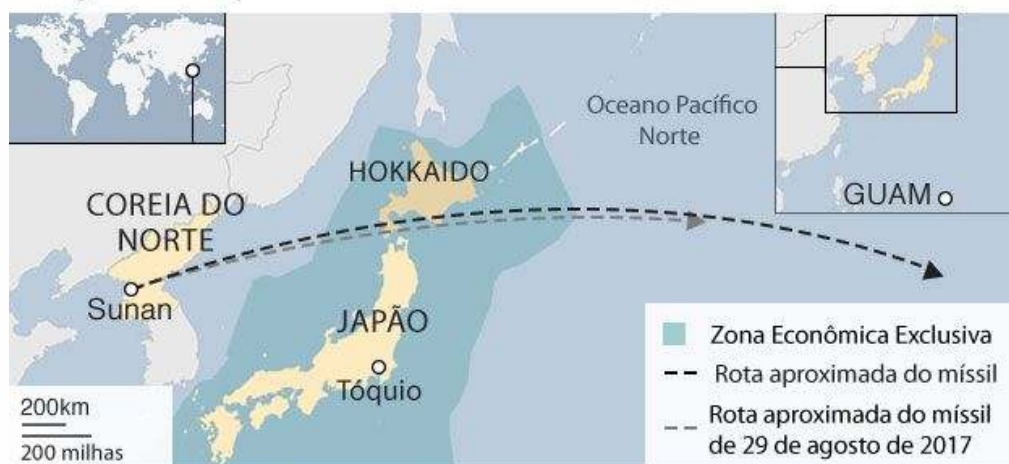 Oceano Pacífico
Norte
HOKKAIDO
COREIA DO
NORTE
GUAM
Sunan
JAPÃO
Tóquio
Zona Econômica Exclusiva
Rota aproximada do míssil
Rota aproximada do míssil
de 29 de agosto de 2017
200km
200 milhas